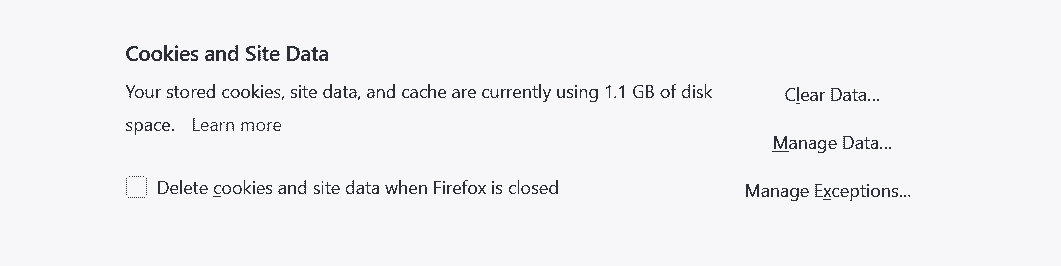 Cookies and Site Data
Your stored cookies, site data, and cache are currently using 1.1 GB of disk
space. Learn more
Clear Data...
Manage Data...
Delete cookies and site data when Firefox is closed
Manage Exceptions...